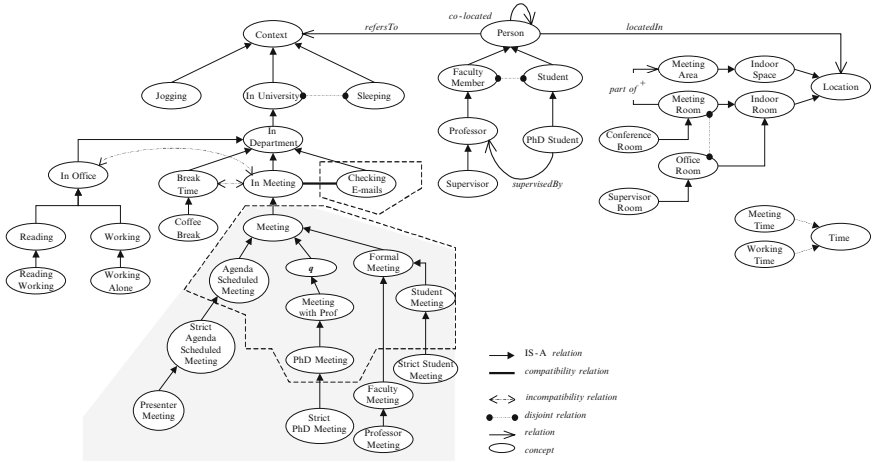 co-located
refersTo
locatedIn
Context
Person
Jogging
In University
Sleeping
Faculty
Member
Student
Meeting
Area
Indoor
Space
Location
part of +
Meeting
Room
Indoor
Room
In
Department
Professor
PhD Student
Conference
Room
Office
Room
In Office
Break
Time
In Meeting
Checking
E-mails
Supervisor
supervisedBy
Supervisor
Room
Coffee
Break
Meeting
Meeting
Time
Working
Time
Time
Reading
Working
Reading
Working
Working
Alone
Agenda
Scheduled
Meeting
q
Formal
Meeting
Meeting
with Prof
Student
Meeting
Strict
Agenda
Scheduled
Meeting
PhD Meeting
Strict Student
Meeting
Presenter
Meeting
Strict
PhD Meeting
Faculty
Meeting
Professor
Meeting
IS-A relation
compatibility relation
incompatibility relation
disjoint relation
relation
concept